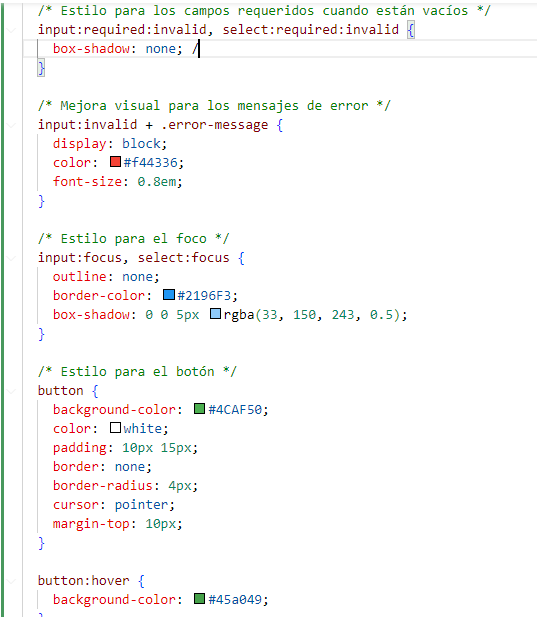 /* Estilo para los campos requeridos cuando están vacíos */
input:required:invalid, select:required:invalid {
box-shadow: none; /
}
/* Mejora visual para los mensajes de error */
input:invalid + .error-message {
display: block;
color: #f44336;
font-size: 0.8em;
}
/* Estilo para el foco */
input:focus, select:focus {
outline: none;
border-color: #2196F3;
box-shadow: 0 0 5px rgba(33, 150, 243, 0.5);
}
/* Estilo para el botón */
button {
background-color: #4CAF50;
color: white;
padding: 10px 15px;
border: none;
border-radius: 4px;
cursor: pointer;
margin-top: 10px;
}
button:hover {
background-color: #45a049;
}